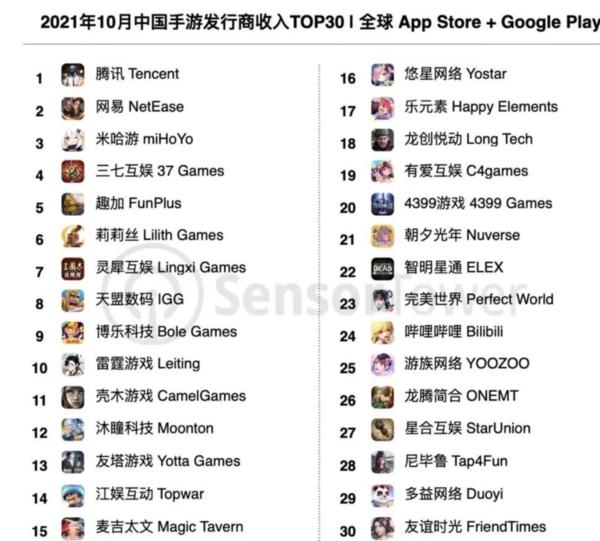 2021年10月中国手游发行商收入TOP30 | 全球 App Store + Google Play
1 腾讯 Tencent
2 网易 NetEase
3 米哈游 miHoYo
4 三七互娱 37 Games
5 趣加 FunPlus
6 莉莉丝 Lilith Games
7 灵犀互娱 Lingxi Games
8 天盟数码 IGG
9 博乐科技 Bole Games
10 雷霆游戏 Leiting
11 壳木游戏 CamelGames
12 沐瞳科技 Moonton
13 友塔游戏 Yotta Games
14 江娱互动 Topwar
15 麦吉太文 Magic Tavern
16 悠星网络 Yostar
17 乐元素 Happy Elements
18 龙创悦动 Long Tech
19 有爱互娱 C4games
20 4399游戏 4399 Games
21 朝夕光年 Nuverse
22 智明星通 ELEX
23 完美世界 Perfect World
24 哔哩哔哩 Bilibili
25 游族网络 YOOZOO
26 龙腾简合 ONEMT
27 星合互娱 StarUnion
28 尼毕鲁 Tap4Fun
29 多益网络 Duoyi
30 友谊时光 FriendTimes
SensorTower